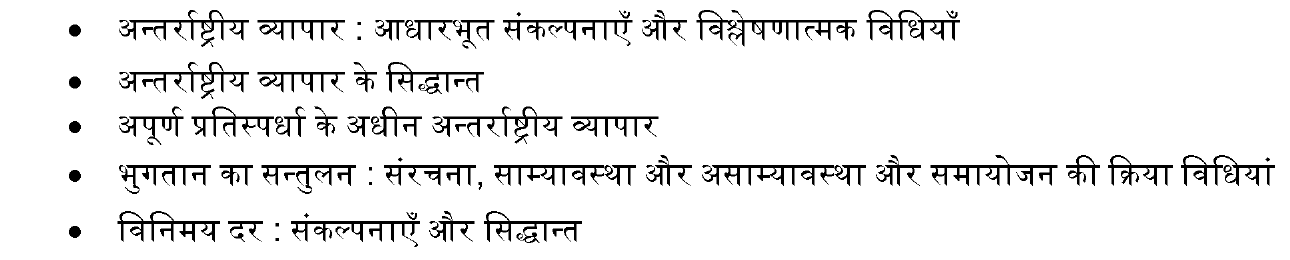 • अन्तर्राष्ट्रीय व्यापार : आधारभूत संकल्पनाएँ और विश्लेषणात्मक विधियाँ
• अन्तर्राष्ट्रीय व्यापार के सिद्धान्त
• अपूर्ण प्रतिस्पर्धा के अधीन अन्तर्राष्ट्रीय व्यापार
• भुगतान का सन्तुलन : संरचना, साम्यावस्था और असाम्यावस्था और समायोजन की क्रिया विधियां
• विनिमय दर : संकल्पनाएँ और सिद्धान्त